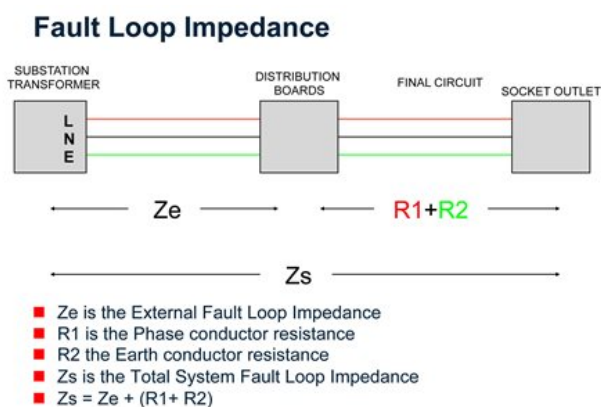 Fault Loop Impedance
SUBSTATION
TRANSFORMER
DISTRIBUTION
BOARDS
FINAL CIRCUIT
SOCKET OUTLET
L
N
E
Ze
R1+R2
Zs
Ze is the External Fault Loop Impedance
R1 is the Phase conductor resistance
R2 the Earth conductor resistance
Zs is the Total System Fault Loop Impedance
Zs = Ze + (R1+ R2)